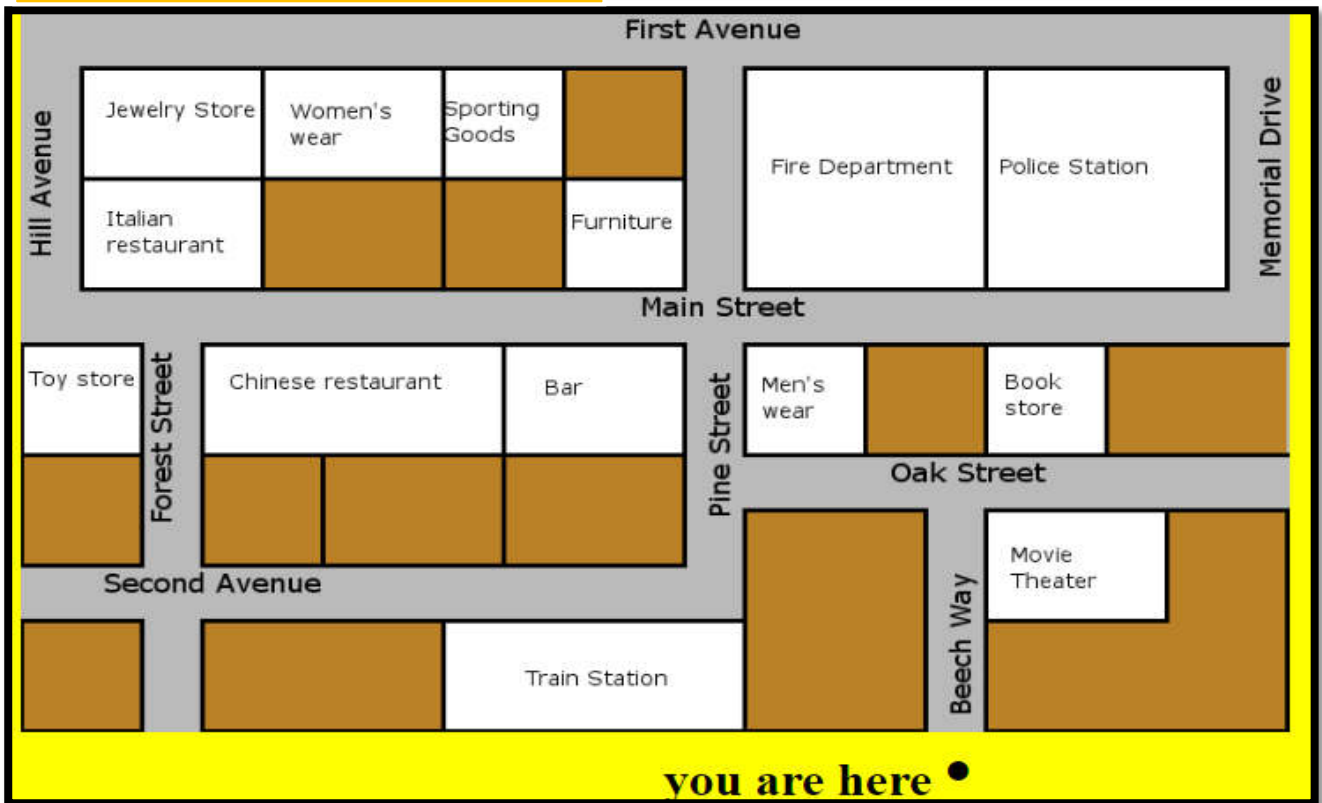 First Avenue
Hill Avenue
Jewelry Store
Women's
wear
Sporting
Goods
Fire Department
Police Station
Memorial Drive
Italian
restaurant
Furniture
Main Street
Toy store
Forest Street
Chinese restaurant
Bar
Pine Street
Men's
wear
Book
store
Oak Street
Second Avenue
Movie
Theater
Beech Way
Train Station
you are here